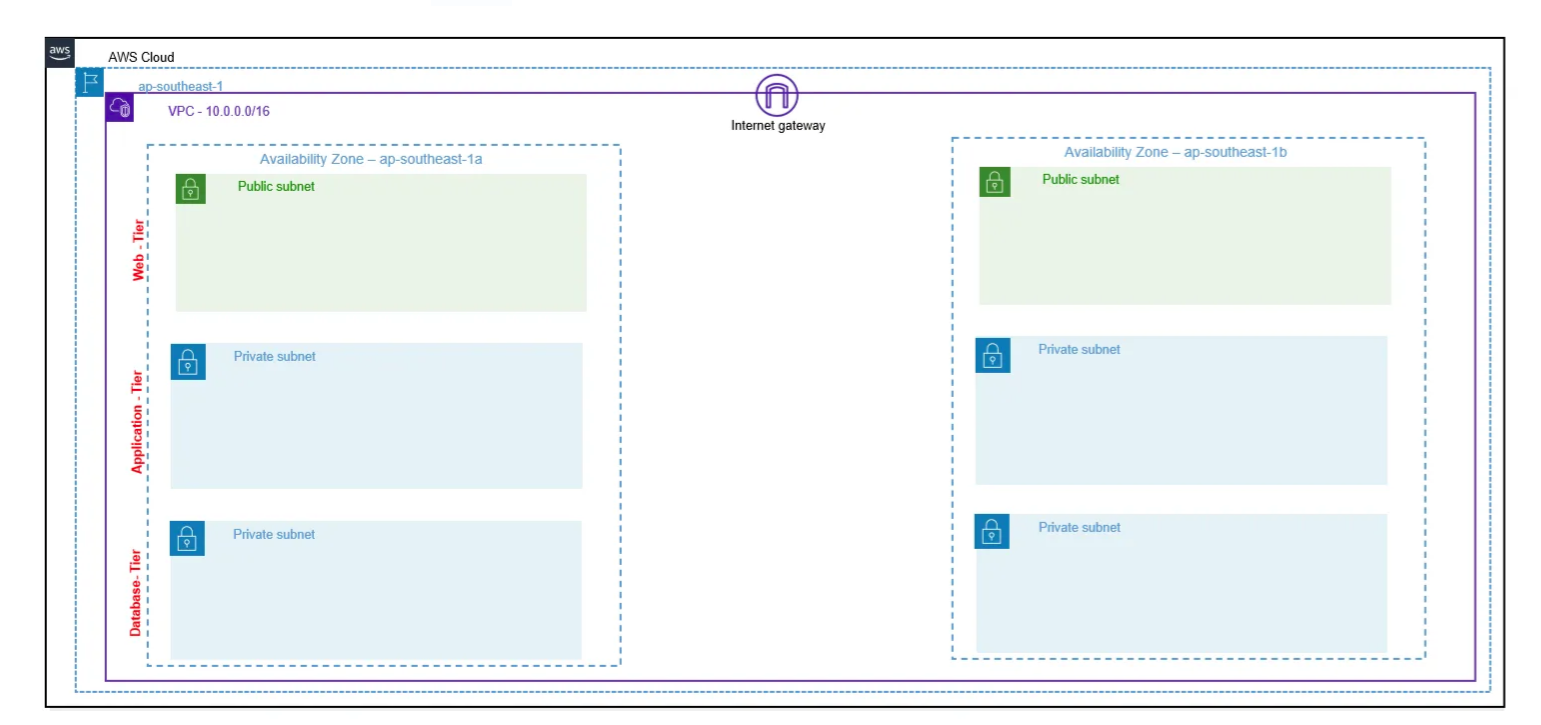 aws
AWS Cloud
ap-southeast-1
VPC - 10.0.0.0/16
Internet gateway
Availability Zone – ap-southeast-1a
Public subnet
Web - Tier
Private subnet
Application - Tier
Private subnet
Database- Tier
Availability Zone – ap-southeast-1b
Public subnet
Private subnet
Private subnet